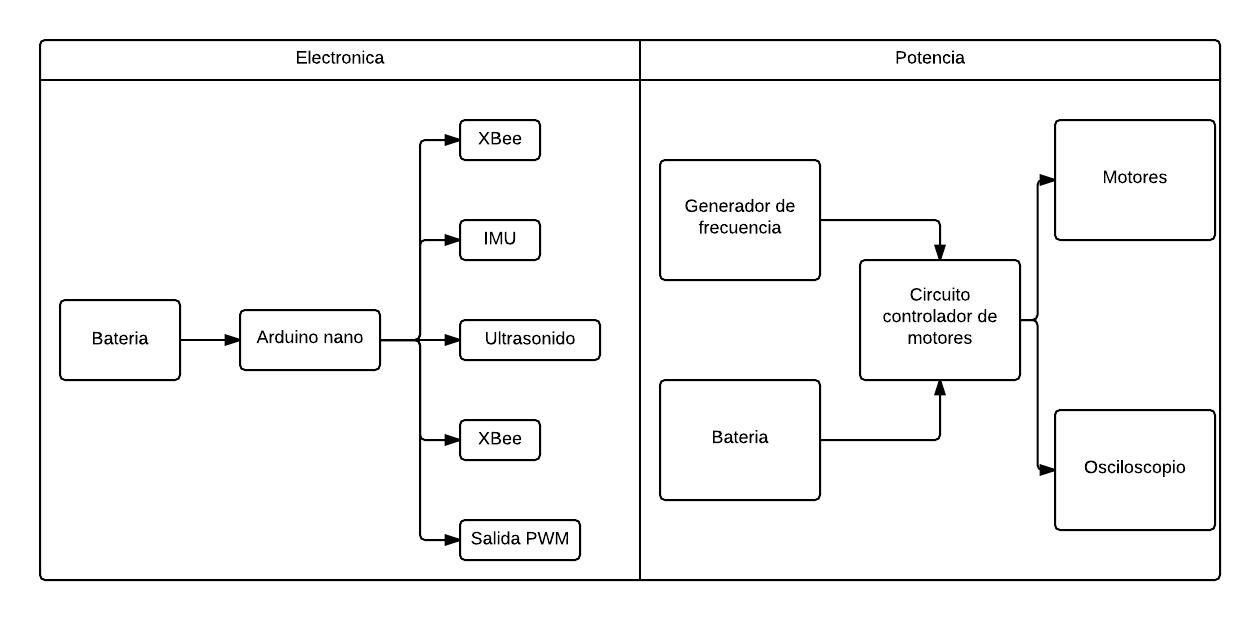 Electronica
Potencia
XBee
IMU
Bateria
Arduino nano
Ultrasonido
XBee
Salida PWM
Generador de
frecuencia
Bateria
Circuito
controlador de
motores
Motores
Osciloscopio